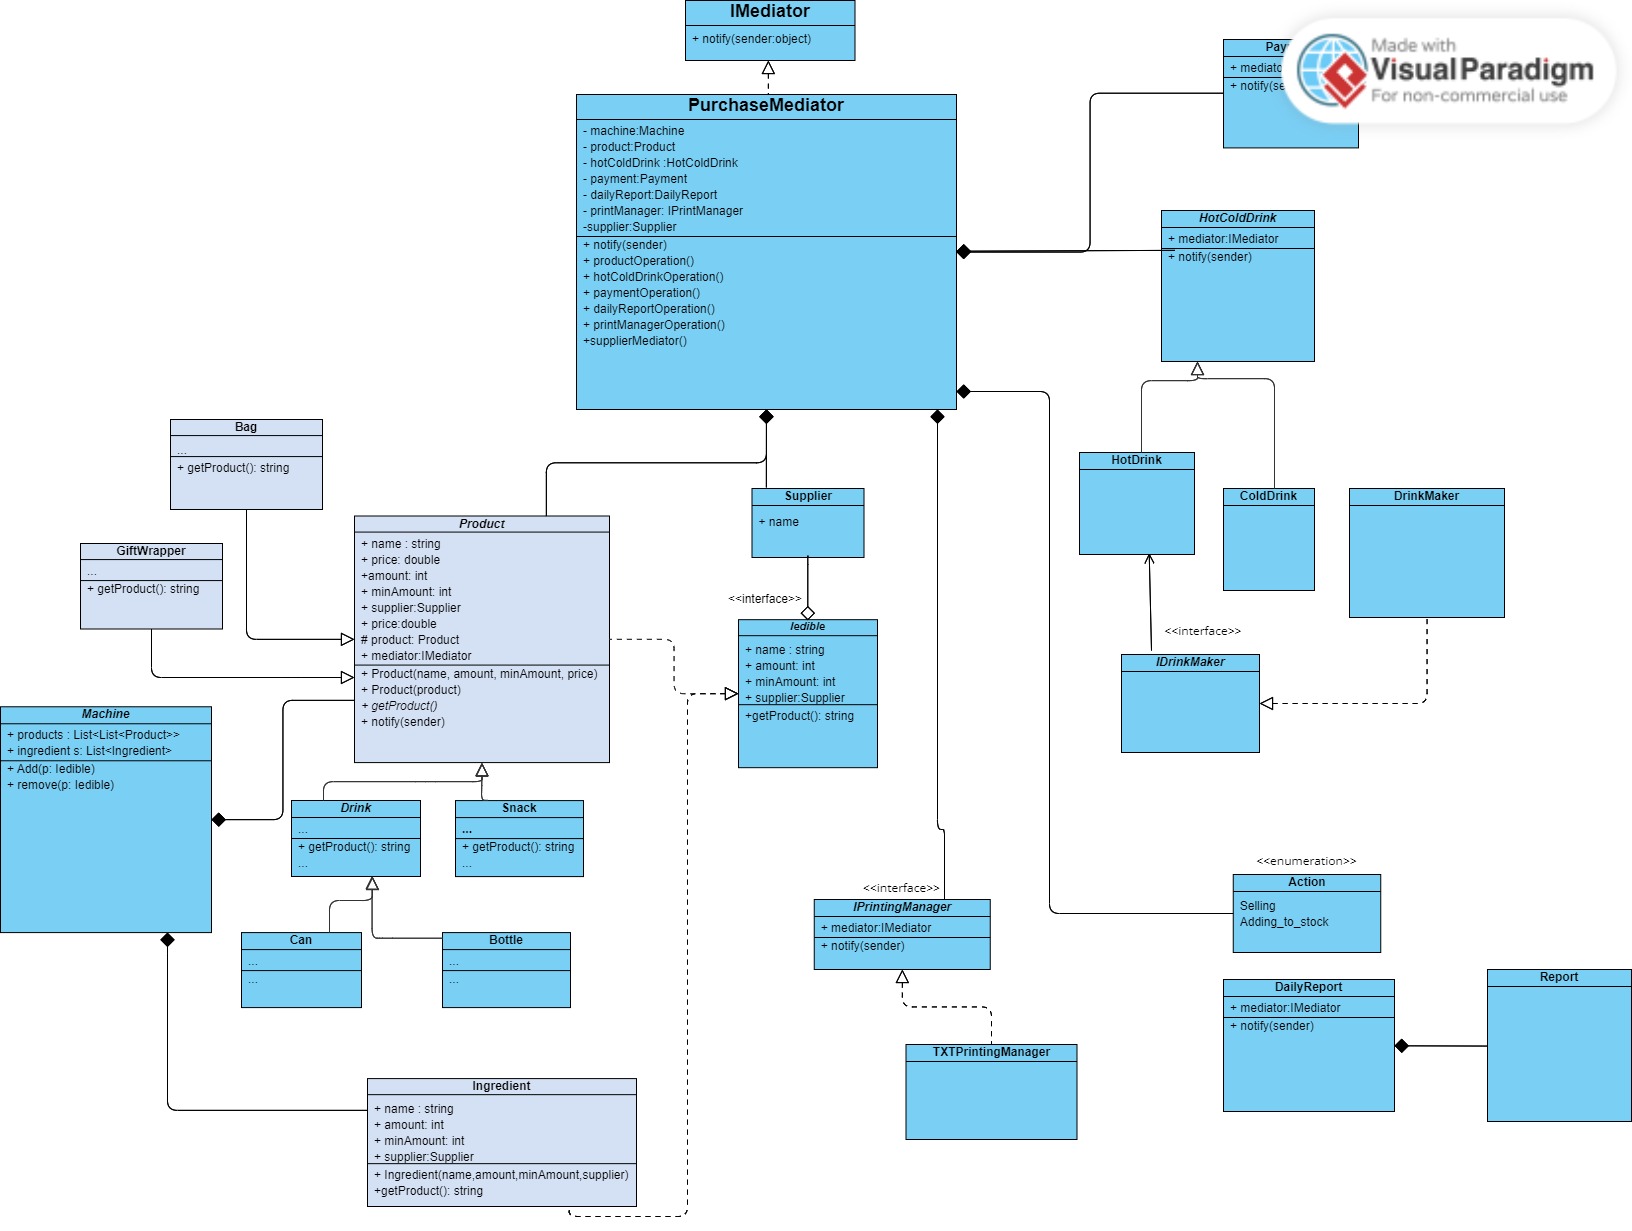 IMediator
+ notify(sender:object)
PurchaseMediator
- machine:Machine
- product:Product
- hotColdDrink :HotColdDrink
- payment:Payment
- dailyReport:DailyReport
- printManager: IPrintManager
-supplier:Supplier
+ notify(sender)
+ productOperation()
+ hotColdDrinkOperation()
+ paymentOperation()
+ dailyReportOperation()
+ printManagerOperation()
+supplierMediator()
Made with
Visual Paradigm
For non-commercial use
HotColdDrink
+ mediator:IMediator
+ notify(sender)
HotDrink
ColdDrink
DrinkMaker
<<interface>>
IDrinkMaker
Bag
...
+ getProduct(): string
GiftWrapper
...
+ getProduct(): string
Product
+ name : string
+ price: double
+amount: int
+ minAmount: int
+ supplier:Supplier
+ price:double
# product: Product
+ mediator:IMediator
+ Product(name, amount, minAmount, price)
+ Product(product)
+ getProduct()
+ notify(sender)
Supplier
+ name
<<interface>>
Iedible
+ name : string
+ amount: int
+ minAmount: int
+ supplier:Supplier
+getProduct(): string
Machine
+ products : List<List<Product>>
+ ingredient s: List<Ingredient>
+ Add(p: Iedible)
+ remove(p: Iedible)
Drink
...
+ getProduct(): string
...
Snack
...
+ getProduct(): string
...
Can
...
...
Bottle
...
...
<<interface>>
IPrintingManager
+ mediator:IMediator
+ notify(sender)
TXTPrintingManager
<<enumeration>>
Action
Selling
Adding_to_stock
DailyReport
+ mediator:IMediator
+ notify(sender)
Report
Ingredient
+ name : string
+ amount: int
+ minAmount: int
+ supplier:Supplier
+ Ingredient(name,amount,minAmount,supplier)
+getProduct(): string